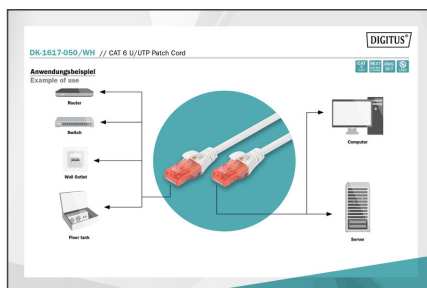 DIGITUS®
DK-1617-050/WH // CAT 6 U/UTP Patch Cord
Anwendungsbeispiel
Example of use
Router
Switch
Wall Outlet
Floor tank
Computer
Server